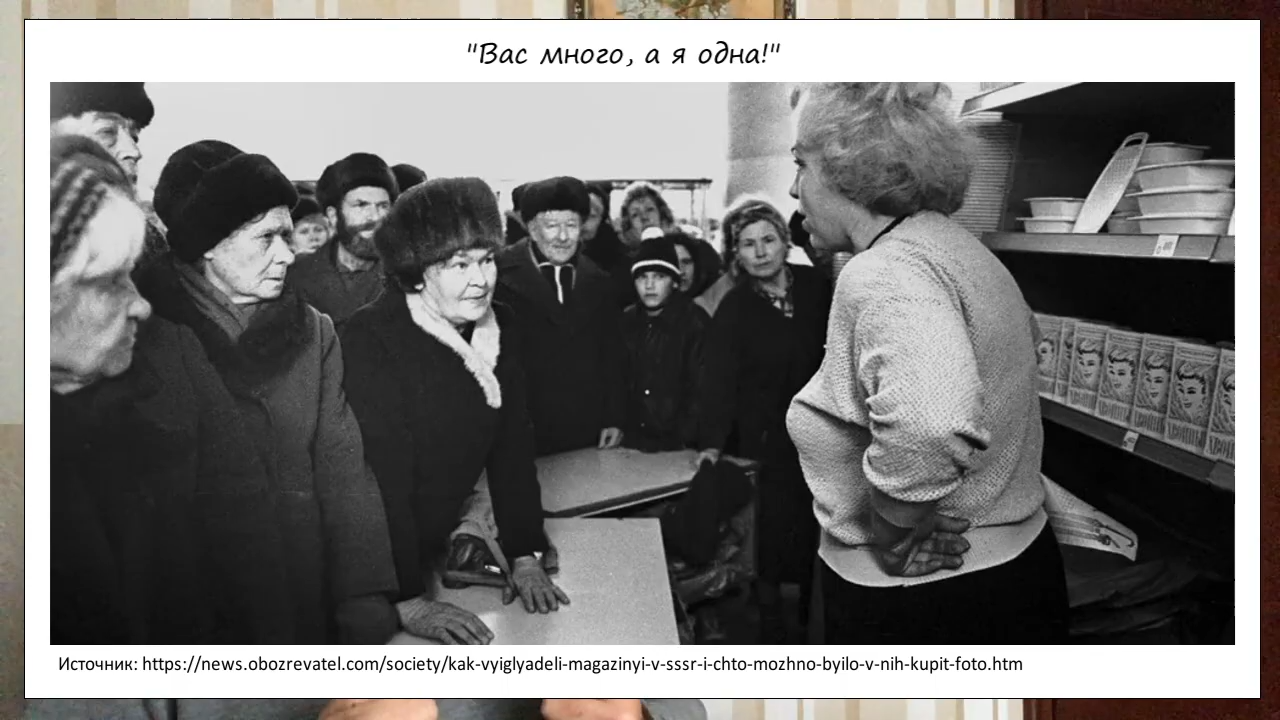 "Вас много, а я одна!"
Источник: https://news.obozrevatel.com/society/kak-vyiglyadeli-magazinyi-v-sssr-i-chto-mozhno-byilo-v-nih-kupit-foto.htm